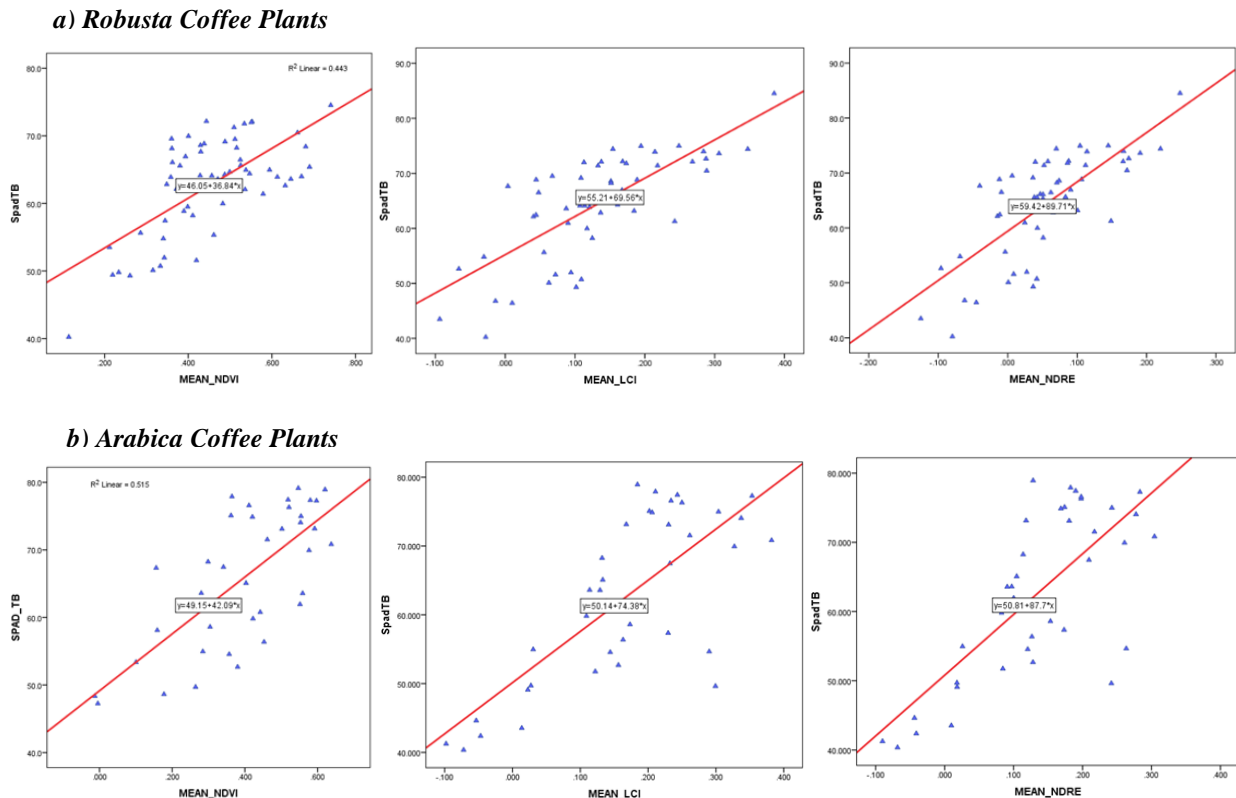 a) Robusta Coffee Plants
R2 Linear = 0.443
80.0
70.0
60.0
50.0
40.0
SpadTB
y=46.05+36.84*x
.200 .400 .600 .800
MEAN_NDVI
90.0
80.0
70.0
60.0
50.0
40.0
SpadTB
y=55.21+69.56*x
-.100 .000 .100 .200 .300 .400
MEAN_LCI
90.0
80.0
70.0
60.0
50.0
40.0
SpadTB
y=59.42+89.71*x
-.200 -.100 .000 .100 .200 .300
MEAN_NDRE
b) Arabica Coffee Plants
R2 Linear = 0.515
80.0
70.0
60.0
50.0
40.0
SPAD_TB
y=49.15+42.09*x
.000 .200 .400 .600
MEAN_NDVI
80.000
70.000
60.000
50.000
40.000
SpadTB
y=50.14+74.38*x
-.100 .000 .100 .200 .300 .400
MEAN_LCI
80.000
70.000
60.000
50.000
40.000
SpadTB
y=50.81+87.7*x
-.100 .000 .100 .200 .300 .400
MEAN_NDRE